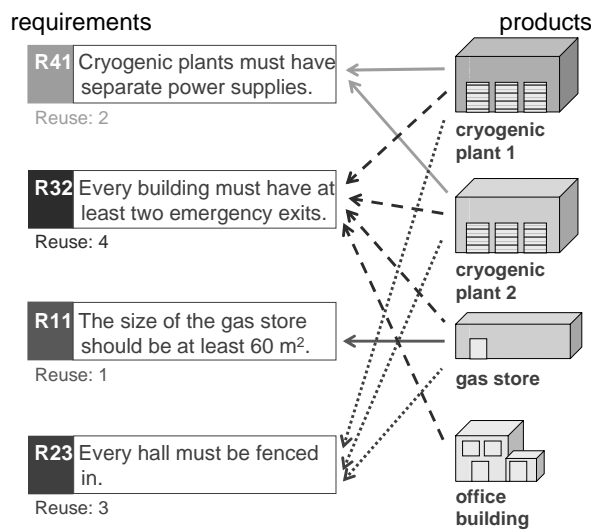 requirements
products
R41 Cryogenic plants must have
separate power supplies.
Reuse: 2
cryogenic
plant 1
R32 Every building must have at
least two emergency exits.
Reuse: 4
cryogenic
plant 2
R11 The size of the gas store
should be at least 60 m².
Reuse: 1
gas store
R23 Every hall must be fenced
in.
Reuse: 3
office
building